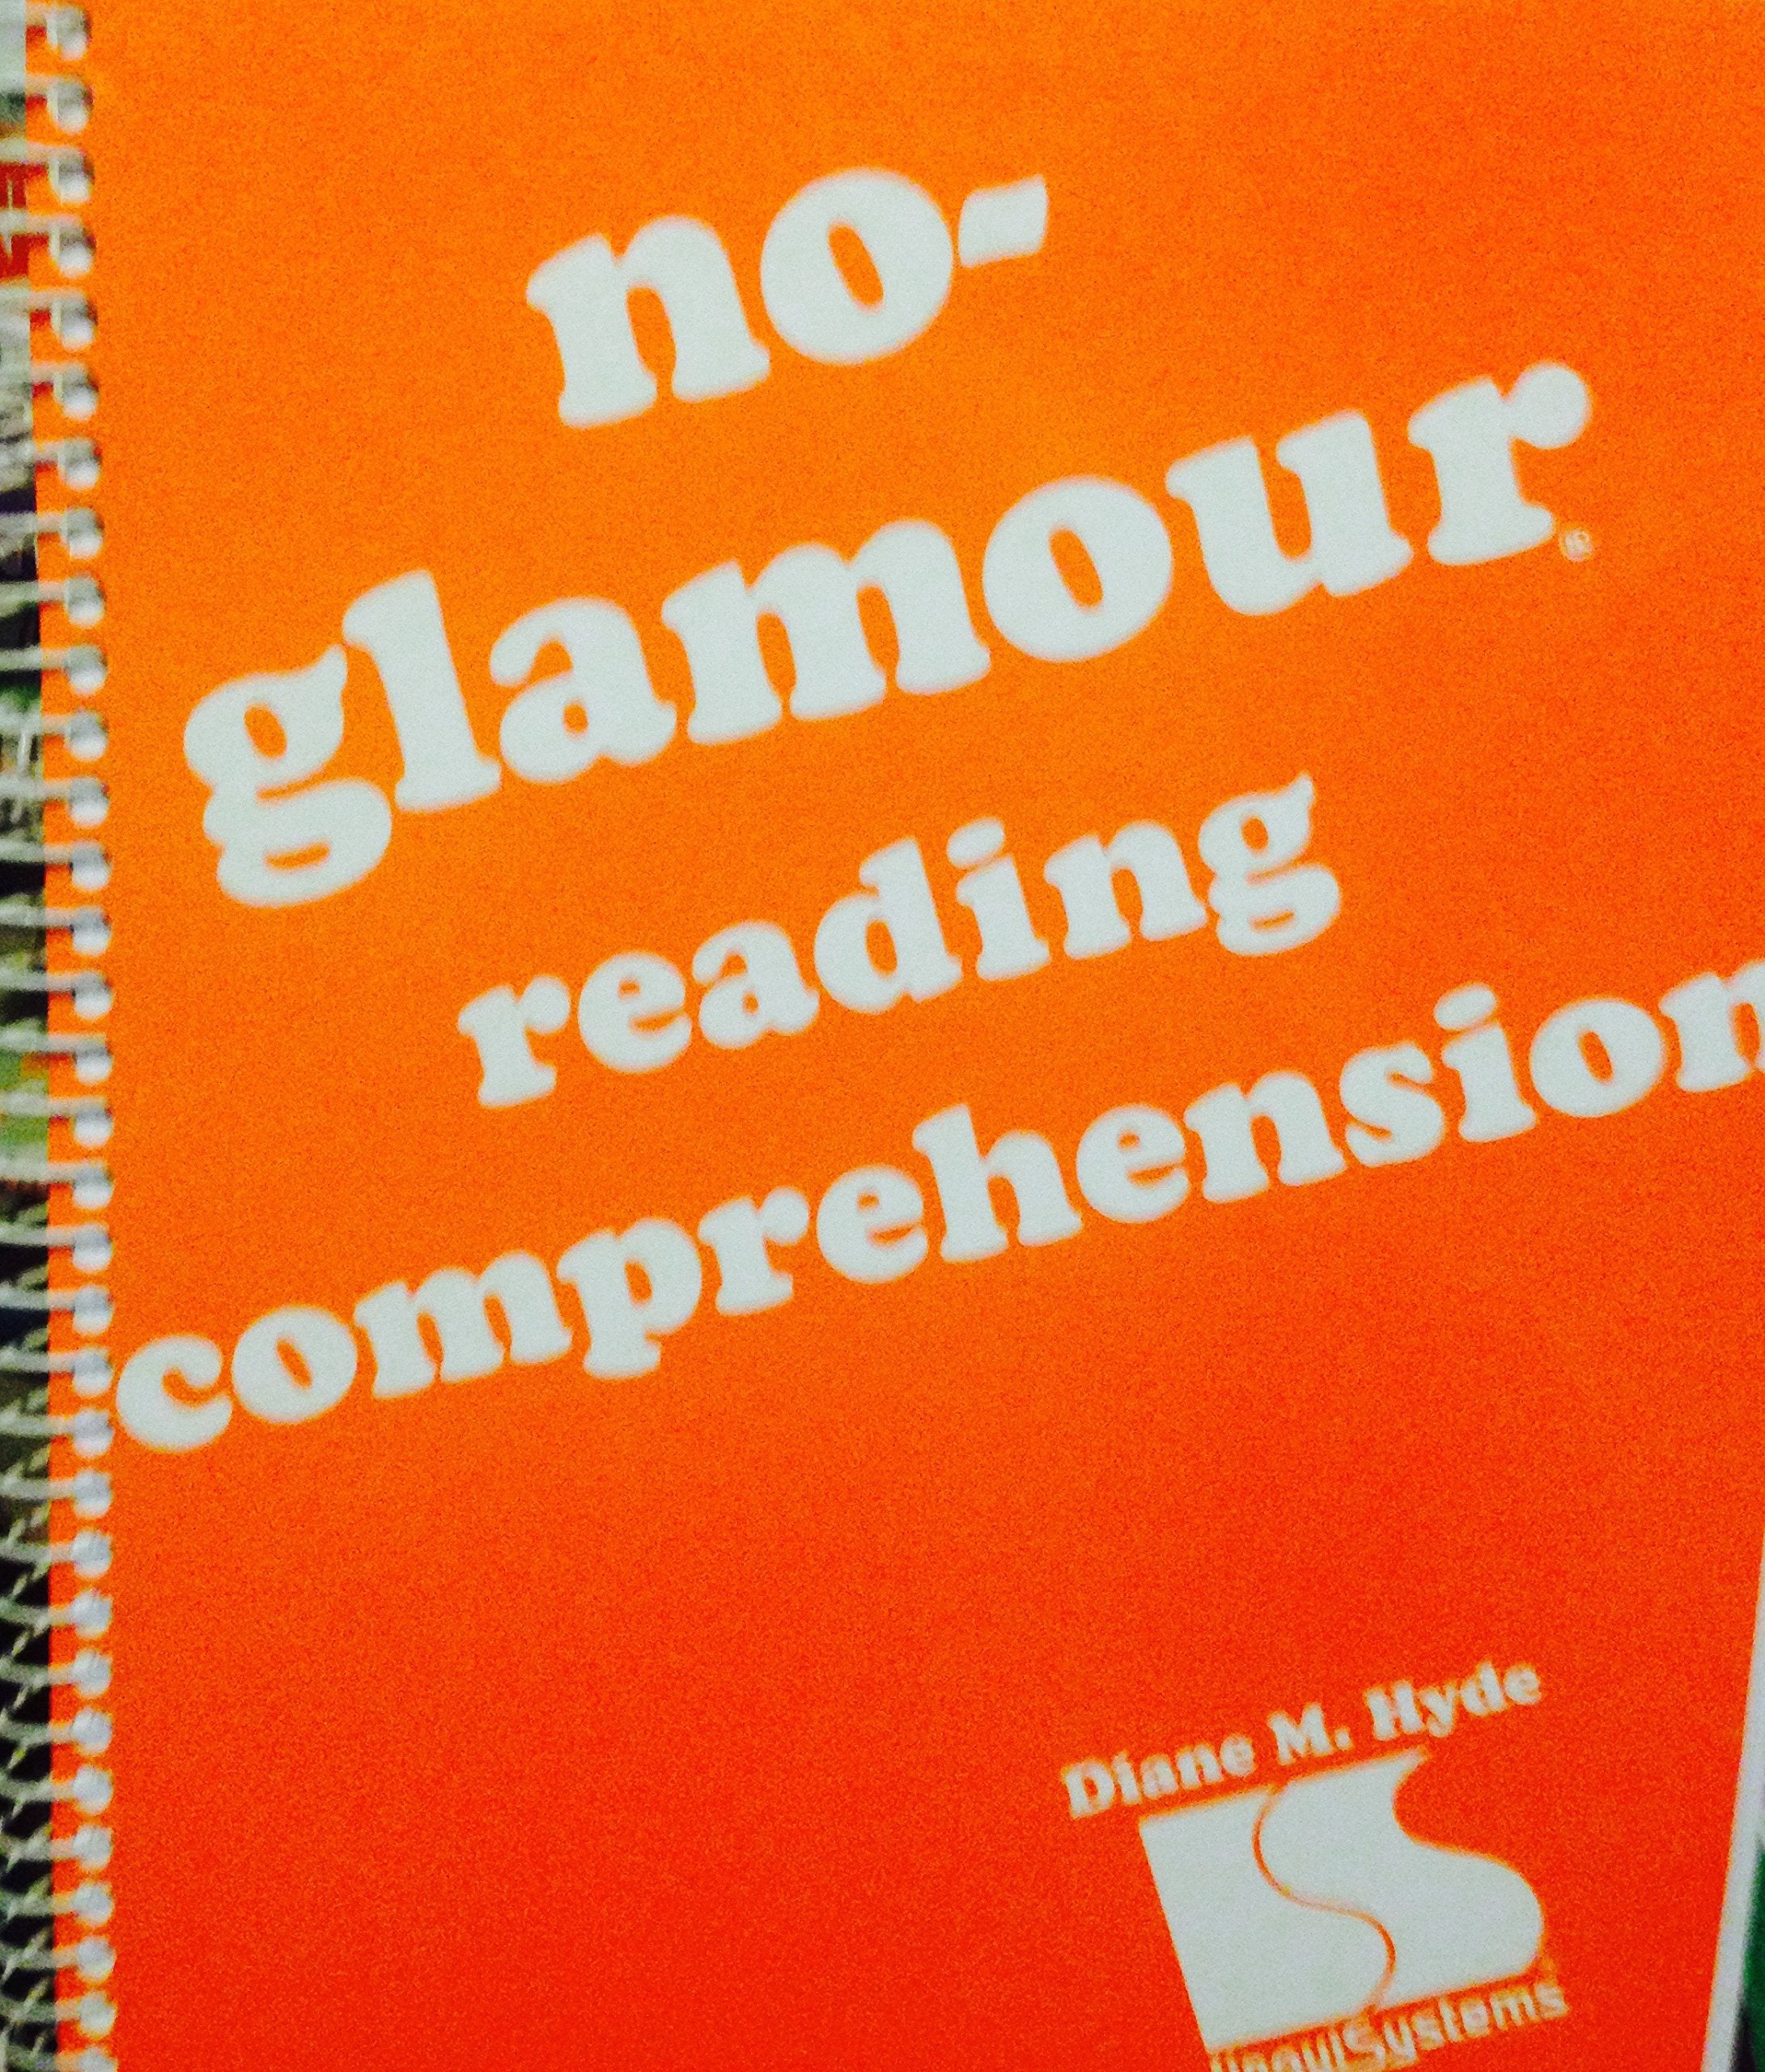 no-
glamour®
reading
comprehension
Diane M. Hyde
LinguiSystems